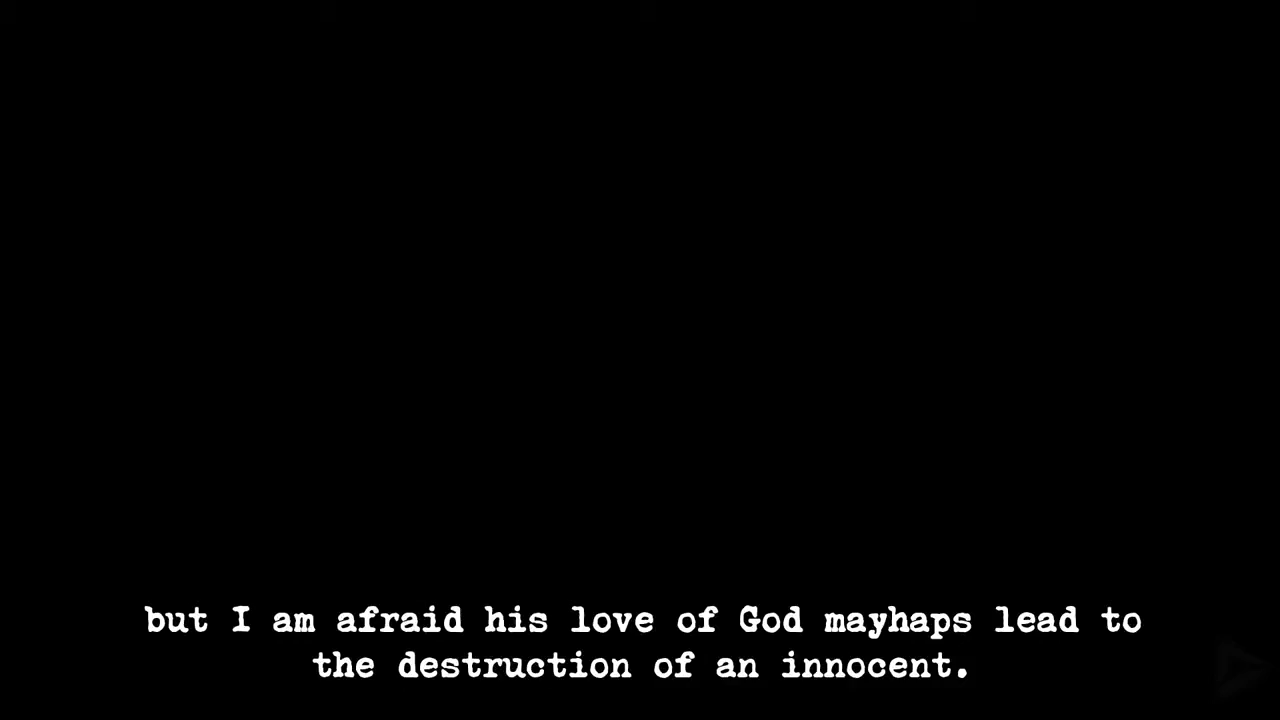 but I am afraid his love of God mayhaps lead to
the destruction of an innocent.